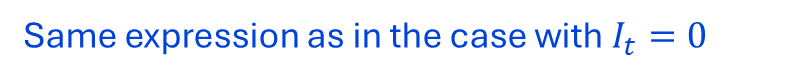 Same expression as in the case with $I_t = 0$